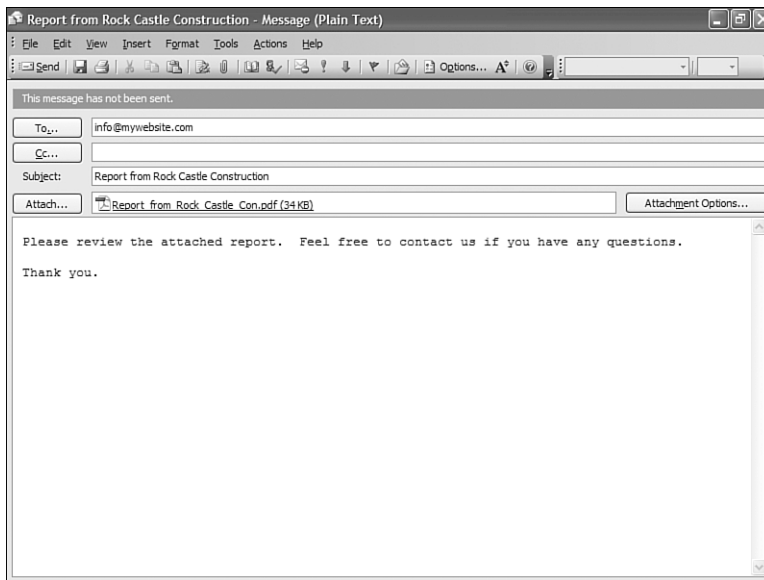 Report from Rock Castle Construction - Message (Plain Text)
File Edit View Insert Format Tools Actions Help
Send Options...
This message has not been sent.
To... info@mywebsite.com
Cc...
Subject: Report from Rock Castle Construction
Attach... Report_from_Rock_Castle_Con.pdf (34 KB) Attachment Options...
Please review the attached report. Feel free to contact us if you have any questions.
Thank you.